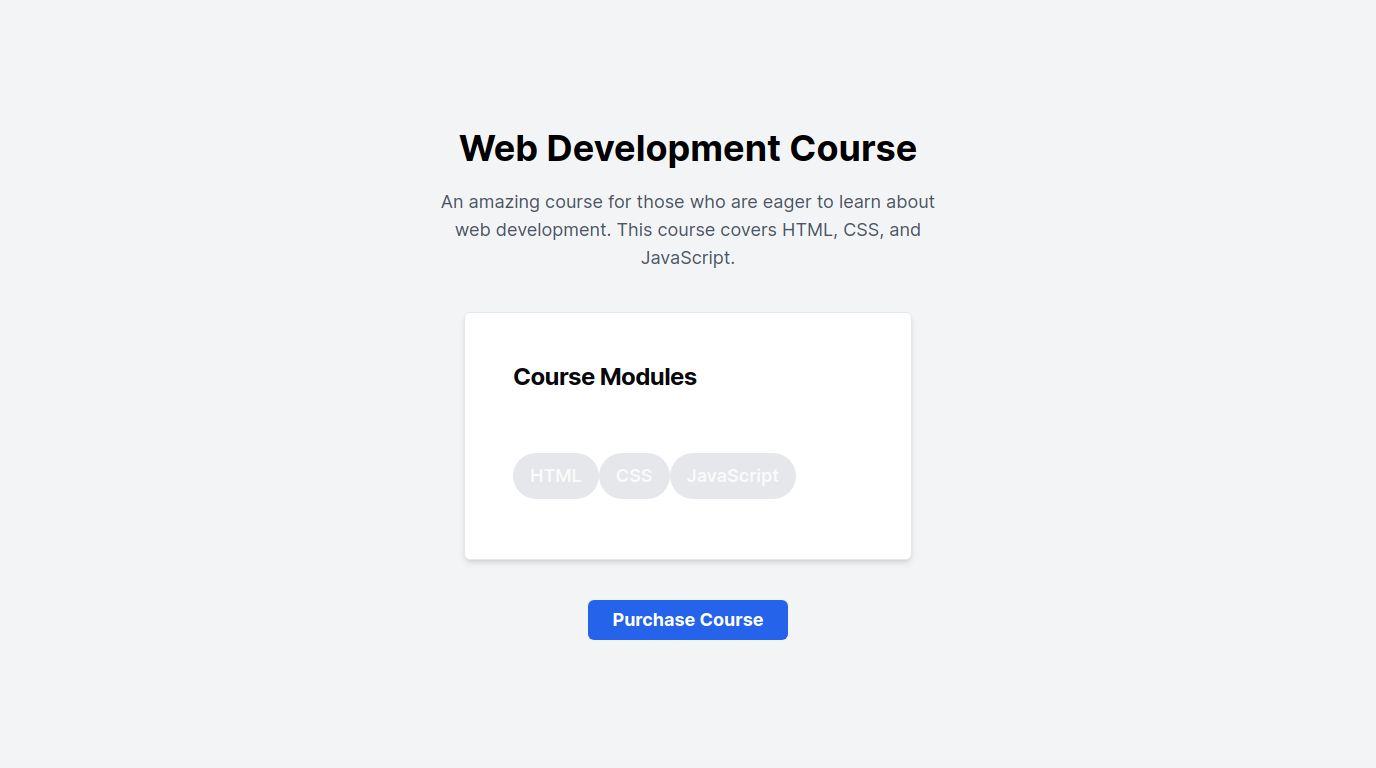 Web Development Course
An amazing course for those who are eager to learn about
web development. This course covers HTML, CSS, and
JavaScript.
Course Modules
HTML CSS JavaScript
Purchase Course